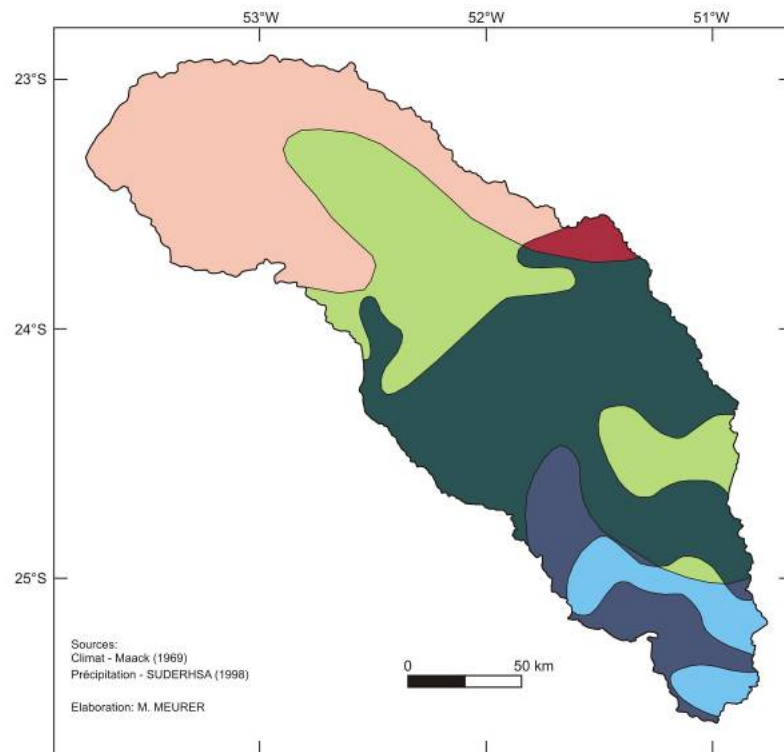 53°W 52°W 51°W
23°S
24°S
25°S
Sources:
Climat - Maack (1969)
Précipitation - SUDERHSA (1998)
Elaboration: M. MEURER
0 50 km